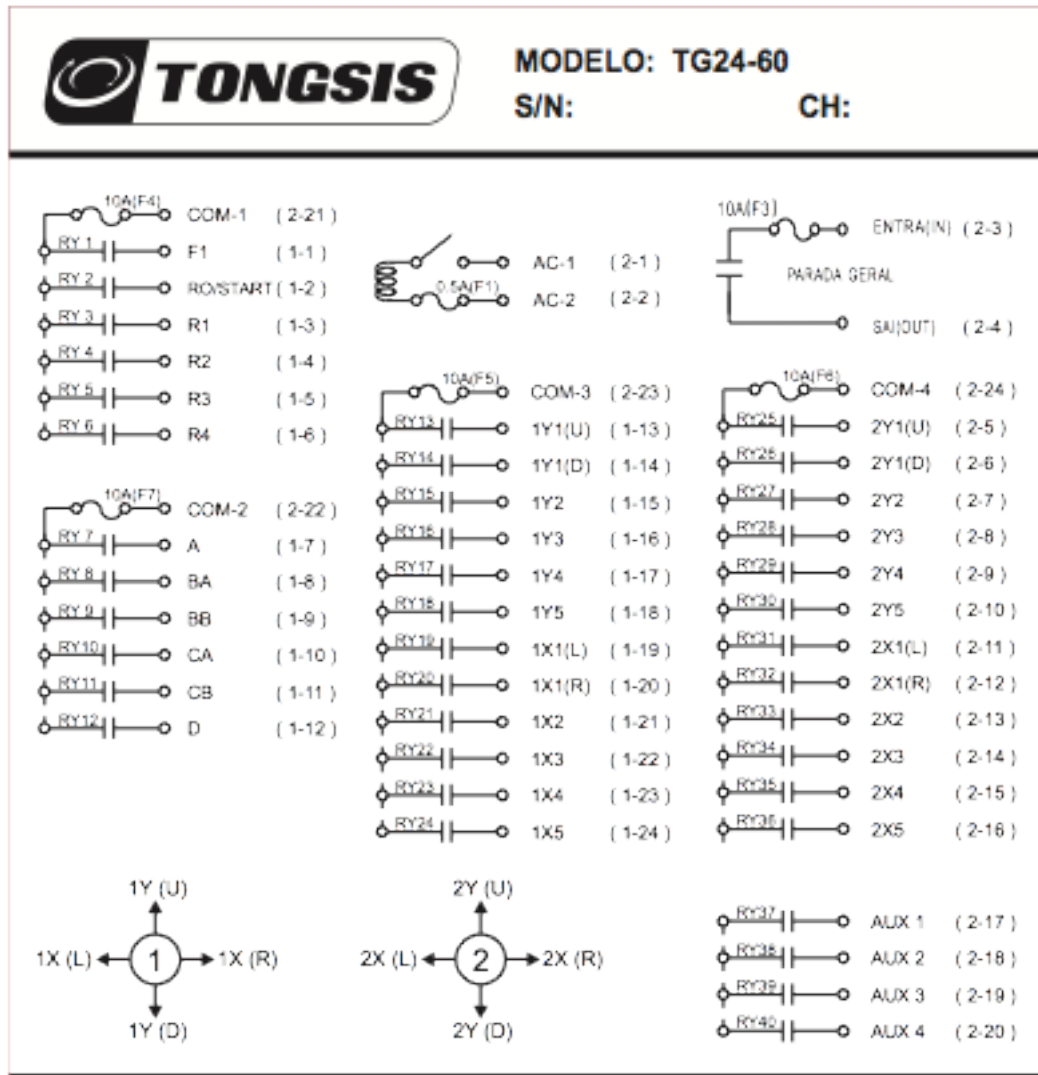 TONGSIS
MODELO: TG24-60
S/N: CH:
10A(F4) COM-1 ( 2-21 )
RY 1 F1 ( 1-1 )
RY 2 RO/START ( 1-2 )
RY 3 R1 ( 1-3 )
RY 4 R2 ( 1-4 )
RY 5 R3 ( 1-5 )
RY 6 R4 ( 1-6 )
10A(F7) COM-2 ( 2-22 )
RY 7 A ( 1-7 )
RY 8 BA ( 1-8 )
RY 9 BB ( 1-9 )
RY10 CA ( 1-10 )
RY11 CB ( 1-11 )
RY12 D ( 1-12 )
AC-1 ( 2-1 )
0.5A(F1) AC-2 ( 2-2 )
10A(F5) COM-3 ( 2-23 )
RY13 1Y1(U) ( 1-13 )
RY14 1Y1(D) ( 1-14 )
RY15 1Y2 ( 1-15 )
RY16 1Y3 ( 1-16 )
RY17 1Y4 ( 1-17 )
RY18 1Y5 ( 1-18 )
RY19 1X1(L) ( 1-19 )
RY20 1X1(R) ( 1-20 )
RY21 1X2 ( 1-21 )
RY22 1X3 ( 1-22 )
RY23 1X4 ( 1-23 )
RY24 1X5 ( 1-24 )
10A(F3) ENTRA(IN) ( 2-3 )
PARADA GERAL
SAI(OUT) ( 2-4 )
10A(F6) COM-4 ( 2-24 )
RY25 2Y1(U) ( 2-5 )
RY26 2Y1(D) ( 2-6 )
RY27 2Y2 ( 2-7 )
RY28 2Y3 ( 2-8 )
RY29 2Y4 ( 2-9 )
RY30 2Y5 ( 2-10 )
RY31 2X1(L) ( 2-11 )
RY32 2X1(R) ( 2-12 )
RY33 2X2 ( 2-13 )
RY34 2X3 ( 2-14 )
RY35 2X4 ( 2-15 )
RY36 2X5 ( 2-16 )
1Y (U)
1X (L) 1 1X (R)
1Y (D)
2Y (U)
2X (L) 2 2X (R)
2Y (D)
RY37 AUX 1 ( 2-17 )
RY38 AUX 2 ( 2-18 )
RY39 AUX 3 ( 2-19 )
RY40 AUX 4 ( 2-20 )